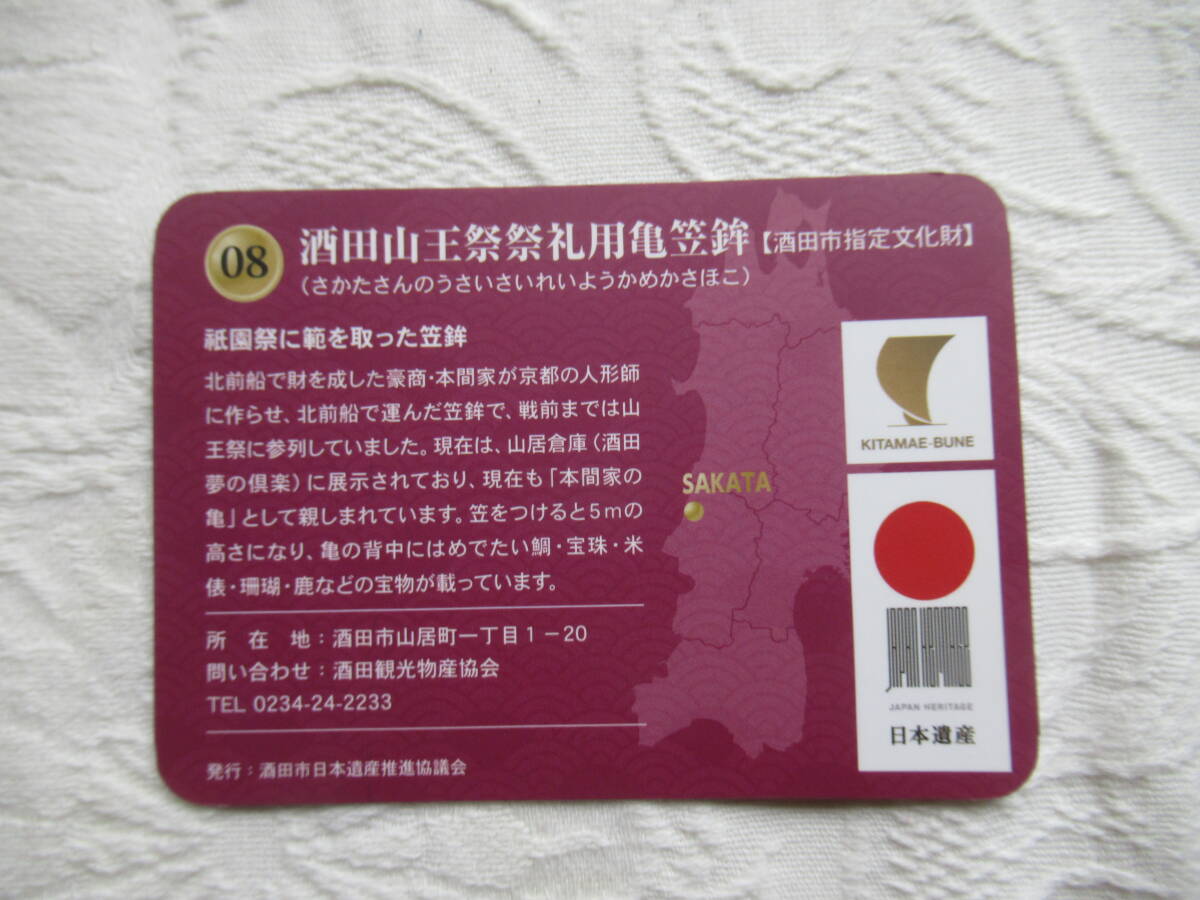 08 酒田山王祭祭礼用亀笠鉾【酒田市指定文化財】
（さかたさんのうさいさいれいようかめかさほこ）
祇園祭に範を取った笠鉾
北前船で財を成した豪商・本間家が京都の人形師
に作らせ、北前船で運んだ笠鉾で、戦前までは山
王祭に参列していました。現在は、山居倉庫（酒田
夢の倶楽）に展示されており、現在も「本間家の
亀」として親しまれています。笠をつけると5mの
高さになり、亀の背中にはめでたい鯛・宝珠・米
俵・珊瑚・鹿などの宝物が載っています。
所在地：酒田市山居町一丁目1－20
問い合わせ：酒田観光物産協会
TEL 0234-24-2233
発行：酒田市日本遺産推進協議会
SAKATA
KITAMAE-BUNE
JAPAN HERITAGE
JAPAN HERITAGE
日本遺産